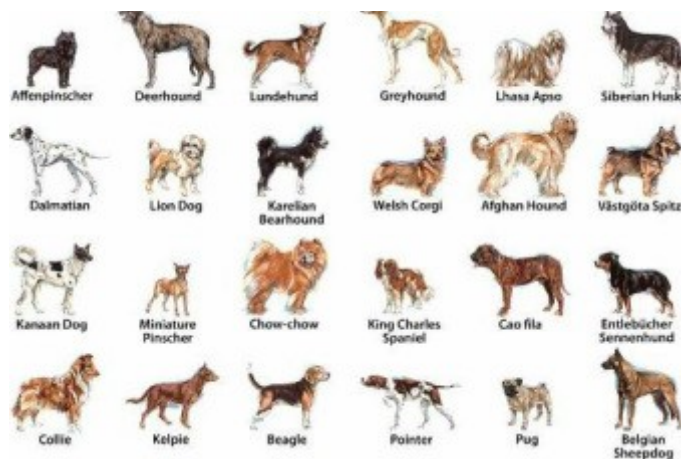 Affenpinscher
Deerhound
Lundehund
Greyhound
Lhasa Apso
Siberian Husk
Dalmatian
Lion Dog
Karelian
Bearhound
Welsh Corgi
Afghan Hound
Västgöta Spitz
Kanaan Dog
Miniature
Pinscher
Chow-chow
King Charles
Spaniel
Cao fila
Entlebücher
Sennenhund
Collie
Kelpie
Beagle
Pointer
Pug
Belgian
Sheepdog